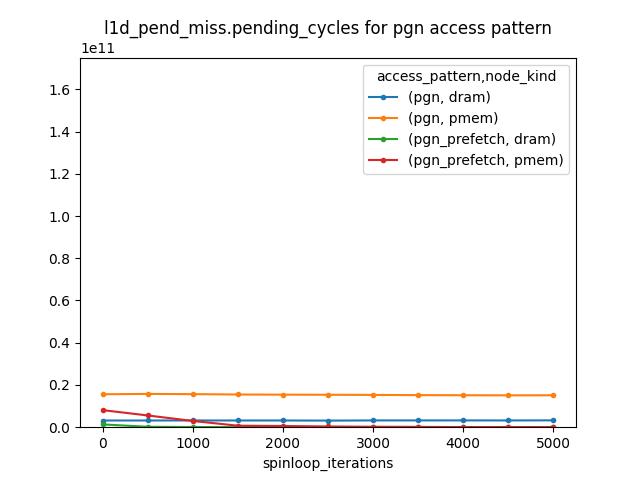 l1d_pend_miss.pending_cycles for pgn access pattern
1e11
access_pattern,node_kind
(pgn, dram)
(pgn, pmem)
(pgn_prefetch, dram)
(pgn_prefetch, pmem)
1.6
1.4
1.2
1.0
0.8
0.6
0.4
0.2
0.0
0 1000 2000 3000 4000 5000
spinloop_iterations